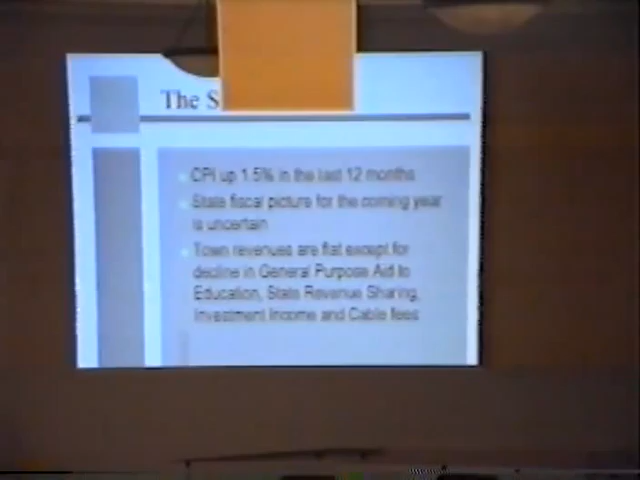 The S
CPI up 1.5% in the last 12 months
State fiscal picture for the coming year
is uncertain
Town revenues are flat except for
decline in General Purpose Aid to
Education, State Revenue Sharing,
Investment Income and Cable fees